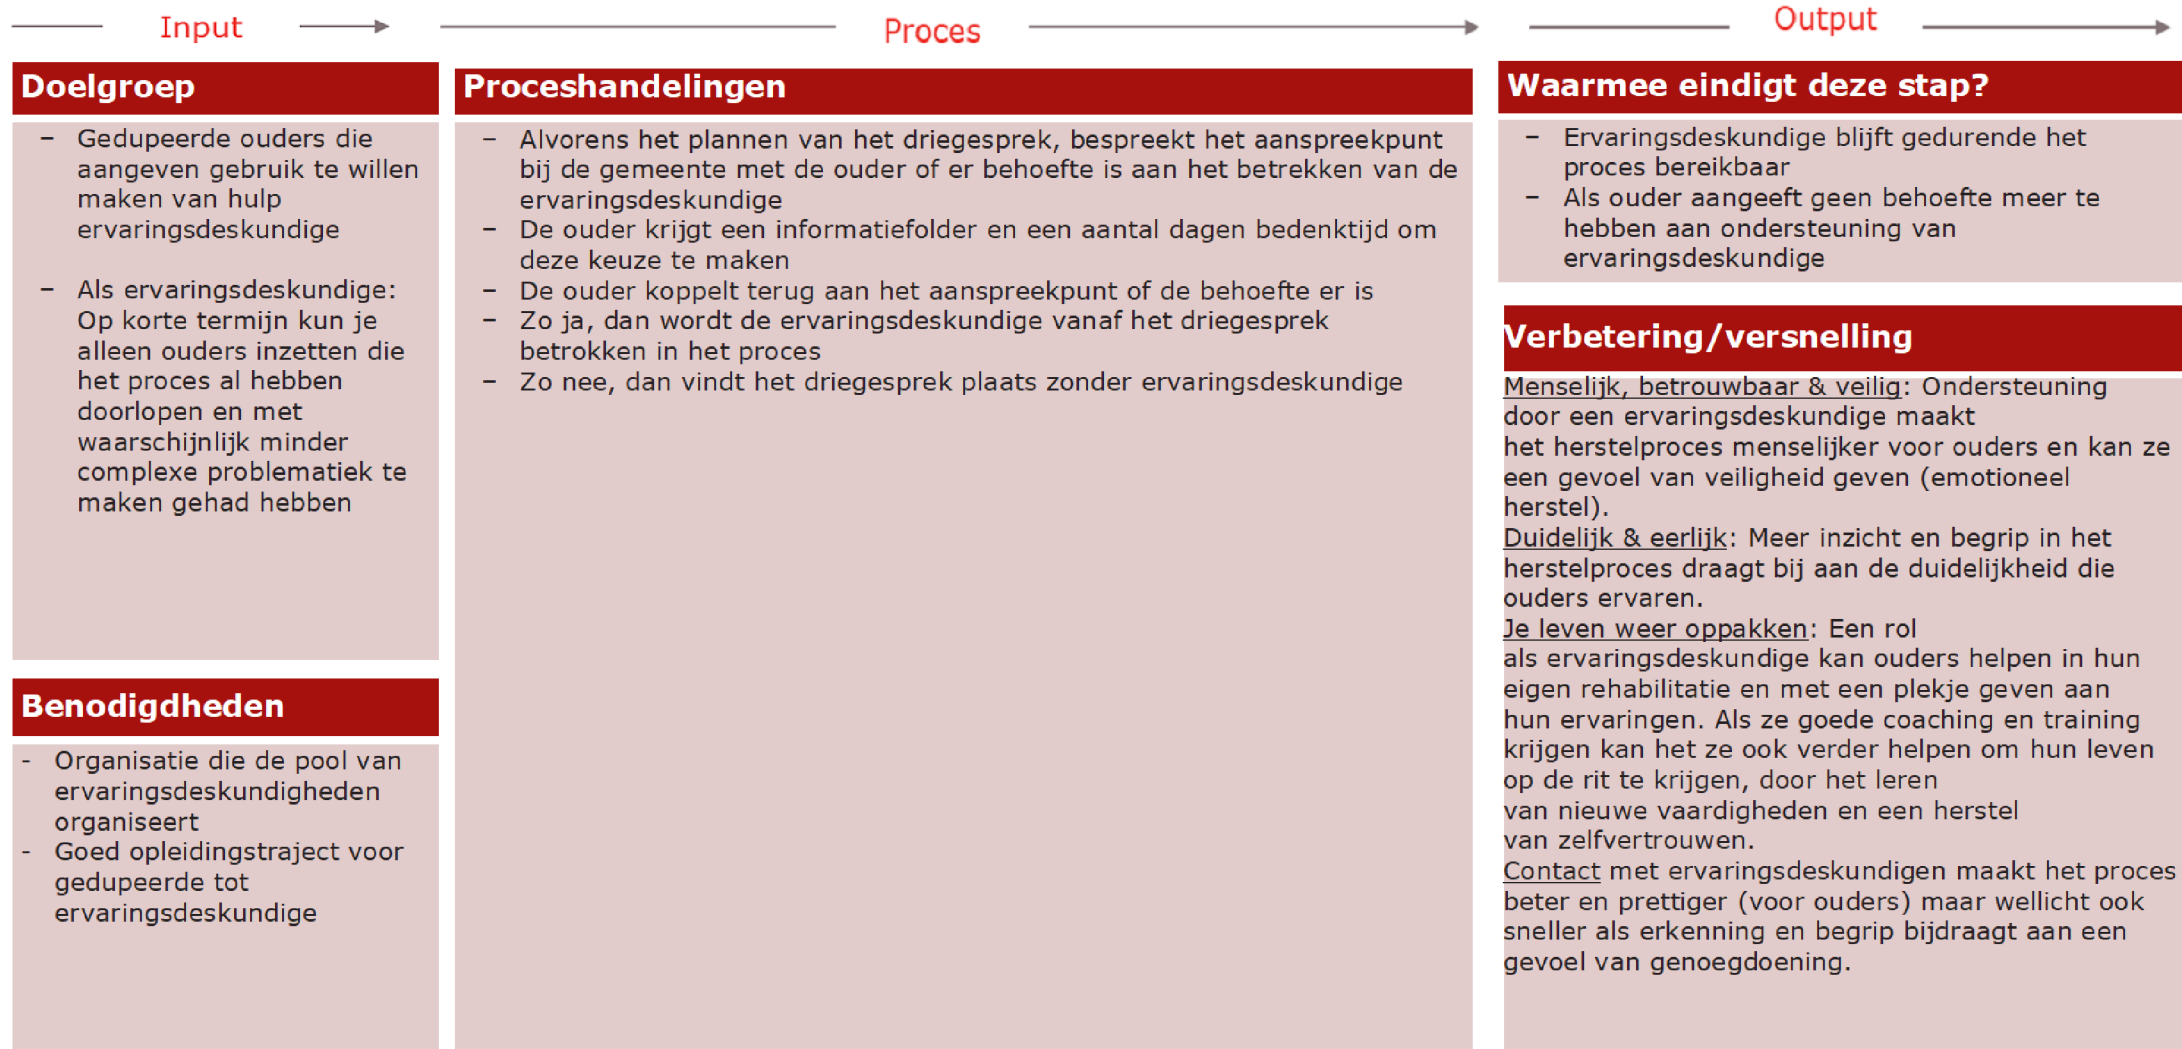 Input
Proces
Output
Doelgroep
– Gedupeerde ouders die
aangeven gebruik te willen
maken van hulp
ervaringsdeskundige
– Als ervaringsdeskundige:
Op korte termijn kun je
alleen ouders inzetten die
het proces al hebben
doorlopen en met
waarschijnlijk minder
complexe problematiek te
maken gehad hebben
Benodigdheden
- Organisatie die de pool van
ervaringsdeskundigheden
organiseert
- Goed opleidingstraject voor
gedupeerde tot
ervaringsdeskundige
Proceshandelingen
– Alvorens het plannen van het driegesprek, bespreekt het aanspreekpunt
bij de gemeente met de ouder of er behoefte is aan het betrekken van de
ervaringsdeskundige
– De ouder krijgt een informatiefolder en een aantal dagen bedenktijd om
deze keuze te maken
– De ouder koppelt terug aan het aanspreekpunt of de behoefte er is
– Zo ja, dan wordt de ervaringsdeskundige vanaf het driegesprek
betrokken in het proces
– Zo nee, dan vindt het driegesprek plaats zonder ervaringsdeskundige
Waarmee eindigt deze stap?
– Ervaringsdeskundige blijft gedurende het
proces bereikbaar
– Als ouder aangeeft geen behoefte meer te
hebben aan ondersteuning van
ervaringsdeskundige
Verbetering/versnelling
Menselijk, betrouwbaar & veilig: Ondersteuning
door een ervaringsdeskundige maakt
het herstelproces menselijker voor ouders en kan ze
een gevoel van veiligheid geven (emotioneel
herstel).
Duidelijk & eerlijk: Meer inzicht en begrip in het
herstelproces draagt bij aan de duidelijkheid die
ouders ervaren.
Je leven weer oppakken: Een rol
als ervaringsdeskundige kan ouders helpen in hun
eigen rehabilitatie en met een plekje geven aan
hun ervaringen. Als ze goede coaching en training
krijgen kan het ze ook verder helpen om hun leven
op de rit te krijgen, door het leren
van nieuwe vaardigheden en een herstel
van zelfvertrouwen.
Contact met ervaringsdeskundigen maakt het proces
beter en prettiger (voor ouders) maar wellicht ook
sneller als erkenning en begrip bijdraagt aan een
gevoel van genoegdoening.